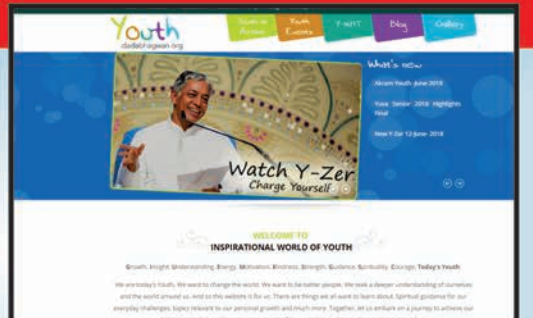 Youth
.dadabhagwan.org
Youth in Action
Youth Events
Y-WHT
Blog
Gallery
What's new
Akram Youth -June-2018
Yuva Senior 2018 Highlights Final
New Y-Zer 12-June- 2018
Watch Y-Zer
Charge Yourself
WELCOME TO
INSPIRATIONAL WORLD OF YOUTH
Growth, Insight, Understanding, Energy, Motivation, Kindness, Strength, Guidance, Spirituality, Courage, Today's Youth
We are today's Youth. We want to change the world. We want to be better people. We seek a deeper understanding of ourselves
and the world around us. And so this website is for us. There are things we all want to learn about. Spiritual guidance for our
everyday challenges, topics relevant to our personal growth and much more. Together, let us embark on a journey to achieve our